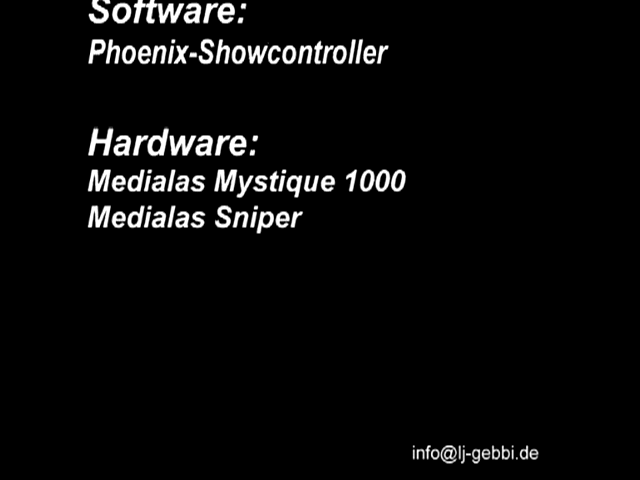 Software:
Phoenix-Showcontroller
Hardware:
Medialas Mystique 1000
Medialas Sniper
info@lj-gebbi.de